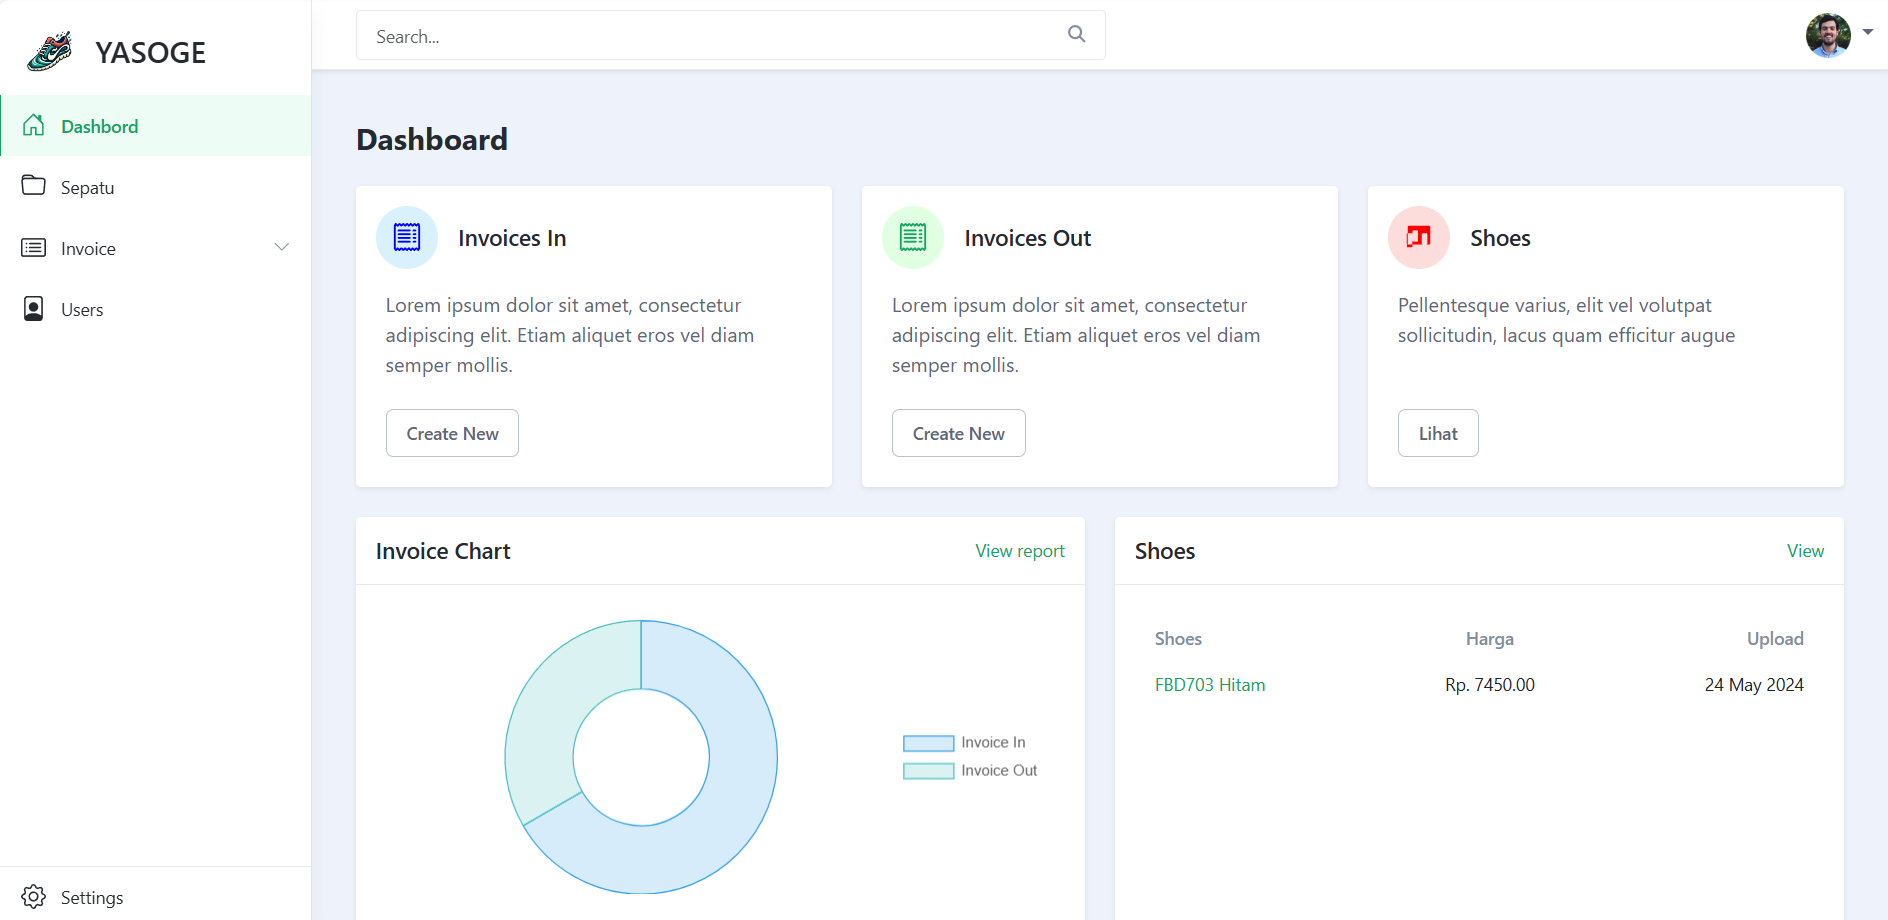 YASOGE
Search...
Dashbord
Sepatu
Invoice
Users
Settings
Dashboard
Invoices In
Lorem ipsum dolor sit amet, consectetur
adipiscing elit. Etiam aliquet eros vel diam
semper mollis.
Create New
Invoices Out
Lorem ipsum dolor sit amet, consectetur
adipiscing elit. Etiam aliquet eros vel diam
semper mollis.
Create New
Shoes
Pellentesque varius, elit vel volutpat
sollicitudin, lacus quam efficitur augue
Lihat
Invoice Chart
View report
Invoice In
Invoice Out
Shoes
View
Shoes Harga Upload
FBD703 Hitam Rp. 7450.00 24 May 2024